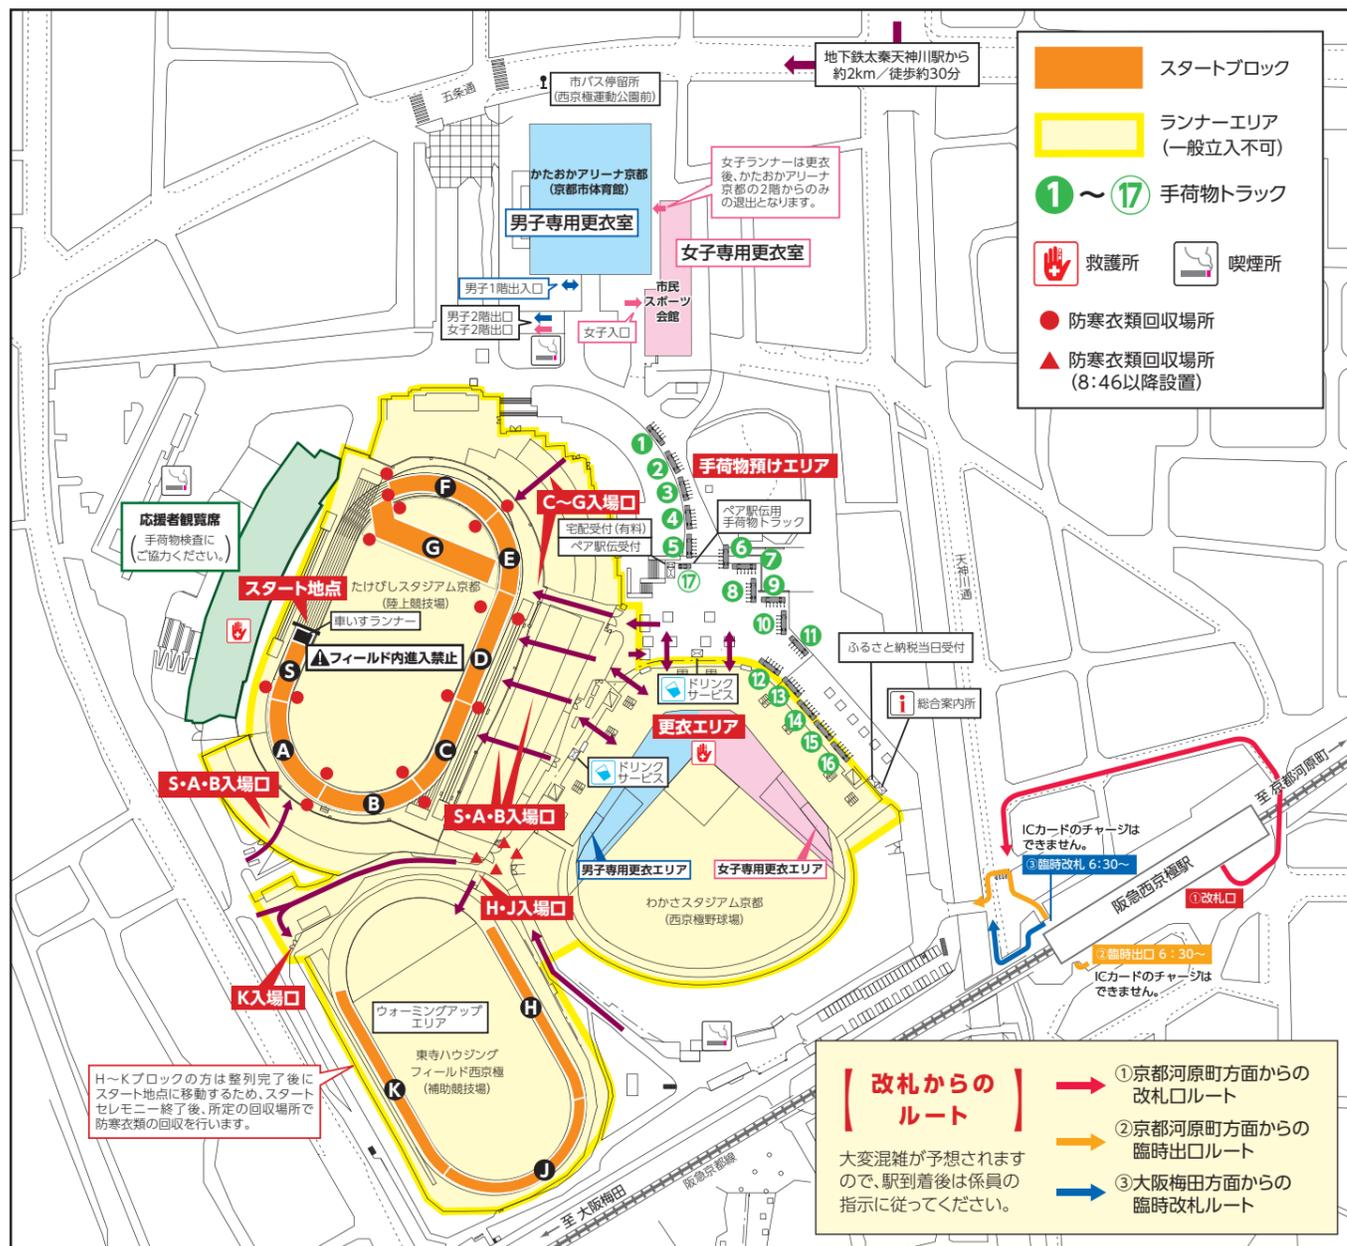 地下鉄太秦天神川駅から
約2km／徒歩約30分
市バス停留所
(西京極運動公園前)
五条通
スタートブロック
ランナーエリア
(一般立入不可)
1～17 手荷物トラック
救護所
喫煙所
防寒衣類回収場所
防寒衣類回収場所
(8:46以降設置)
かたおかアリーナ京都
(京都市体育館)
男子専用更衣室
女子ランナーは更衣
後、かたおかアリーナ
京都の2階からのみ
の退出となります。
女子専用更衣室
男子1階出入口
市民
スポーツ
会館
男子2階出口
女子2階出口
女子入口
1
2
3
4
5
6
7
8
9
10
11
12
13
14
15
16
17
手荷物預けエリア
C～G入場口
ペア駅伝用
手荷物トラック
宅配受付(有料)
ペア駅伝受付
応援者観覧席
(手荷物検査に
ご協力ください。)
F
G
E
スタート地点
たけびしスタジアム京都
(陸上競技場)
車いすランナー
フィールド内進入禁止
S
D
A
C
B
天神川通
ふるさと納税当日受付
i 総合案内所
ドリンク
サービス
更衣エリア
ドリンク
サービス
S・A・B入場口
S・A・B入場口
男子専用更衣エリア
女子専用更衣エリア
わかさスタジアム京都
(西京極野球場)
H・J入場口
K入場口
至 京都河原町
ICカードのチャージは
できません。
③臨時改札 6:30～
阪急西京極駅
①改札口
②臨時出口 6：30～
ICカードのチャージは
できません。
ウォーミングアップ
エリア
東寺ハウジング
フィールド西京極
(補助競技場)
H
K
J
H～Kブロックの方は整列完了後に
スタート地点に移動するため、スタート
セレモニー終了後、所定の回収場所で
防寒衣類の回収を行います。
至 大阪梅田
阪急京都線
【改札からの
ルート】
大変混雑が予想されます
ので、駅到着後は係員の
指示に従ってください。
①京都河原町方面からの
改札口ルート
②京都河原町方面からの
臨時出口ルート
③大阪梅田方面からの
臨時改札ルート